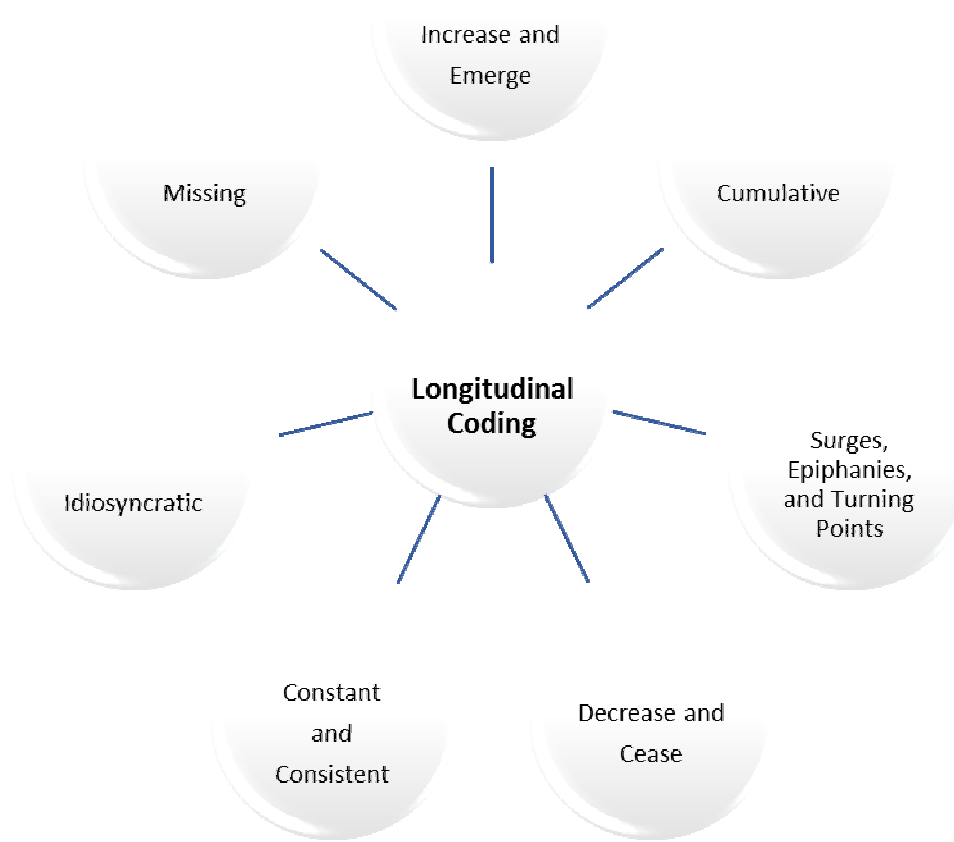 Increase and
Emerge
Missing
Cumulative
Longitudinal
Coding
Surges,
Epiphanies,
and Turning
Points
Idiosyncratic
Constant
and
Consistent
Decrease and
Cease